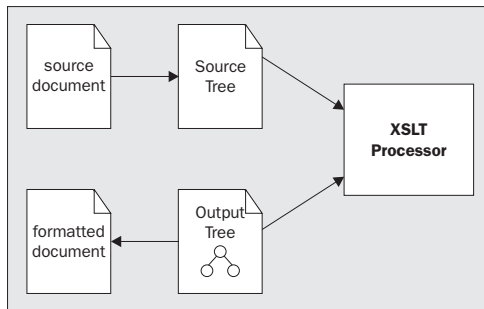 source
document
Source
Tree
XSLT
Processor
formatted
document
Output
Tree